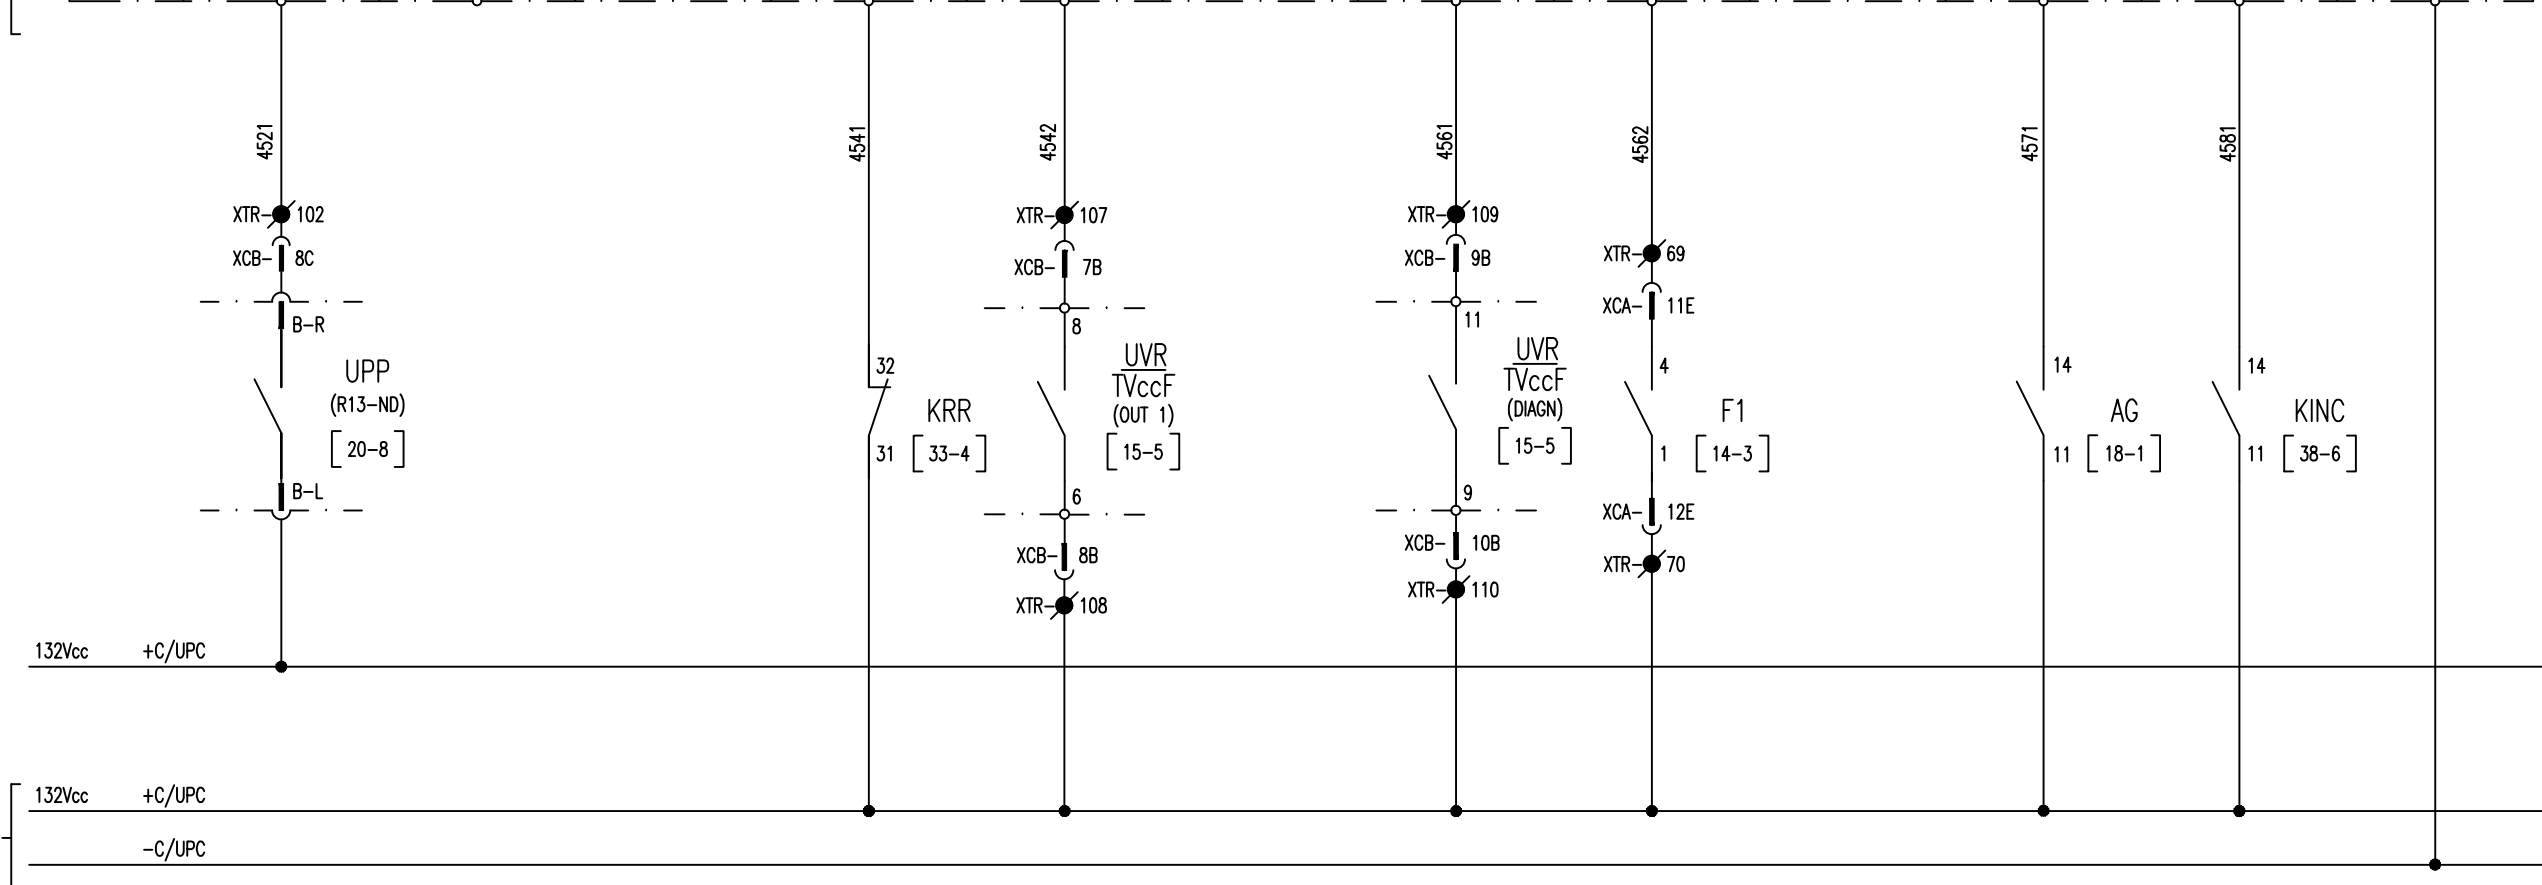 4521
4541
4542
4561
4562
4571
4581
XTR- 102
XTR- 107
XTR- 109
XCB- 8C
XCB- 7B
XCB- 9B
XTR- 69
XCA- 11E
B-R
8
11
UPP
(R13-ND)
[20-8]
B-L
32
KRR
31
[33-4]
UVR
TVccF
(OUT 1)
[15-5]
6
XCB- 8B
XTR- 108
UVR
TVccF
(DIAGN)
[15-5]
9
XCB- 10B
XTR- 110
4
F1
1
[14-3]
XCA- 12E
XTR- 70
14
AG
11
[18-1]
14
KINC
11
[38-6]
132Vcc +C/UPC
132Vcc +C/UPC
-C/UPC